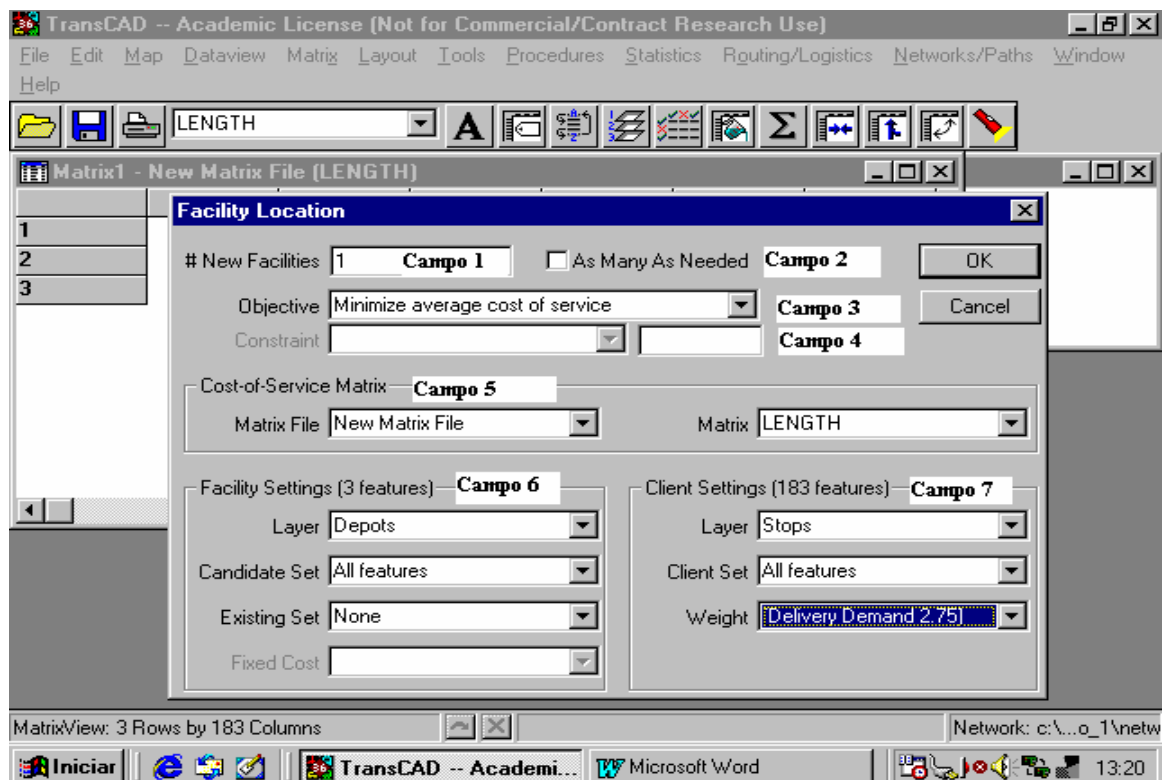 TransCAD -- Academic License (Not for Commercial/Contract Research Use)
File Edit Map Dataview Matrix Layout Tools Procedures Statistics Routing/Logistics Networks/Paths Window
Help
LENGTH
Matrix1 - New Matrix File (LENGTH)
Facility Location
1
2
3
# New Facilities 1 Campo 1 As Many As Needed Campo 2 OK
Objective Minimize average cost of service Campo 3 Cancel
Constraint Campo 4
Cost-of-Service Matrix Campo 5
Matrix File New Matrix File Matrix LENGTH
Facility Settings (3 features) Campo 6 Client Settings (183 features) Campo 7
Layer Depots Layer Stops
Candidate Set All features Client Set All features
Existing Set None Weight [Delivery Demand 2.75]
Fixed Cost
MatrixView: 3 Rows by 183 Columns Network: c:\...o_1\netw
Iniciar TransCAD -- Academi... Microsoft Word 13:20